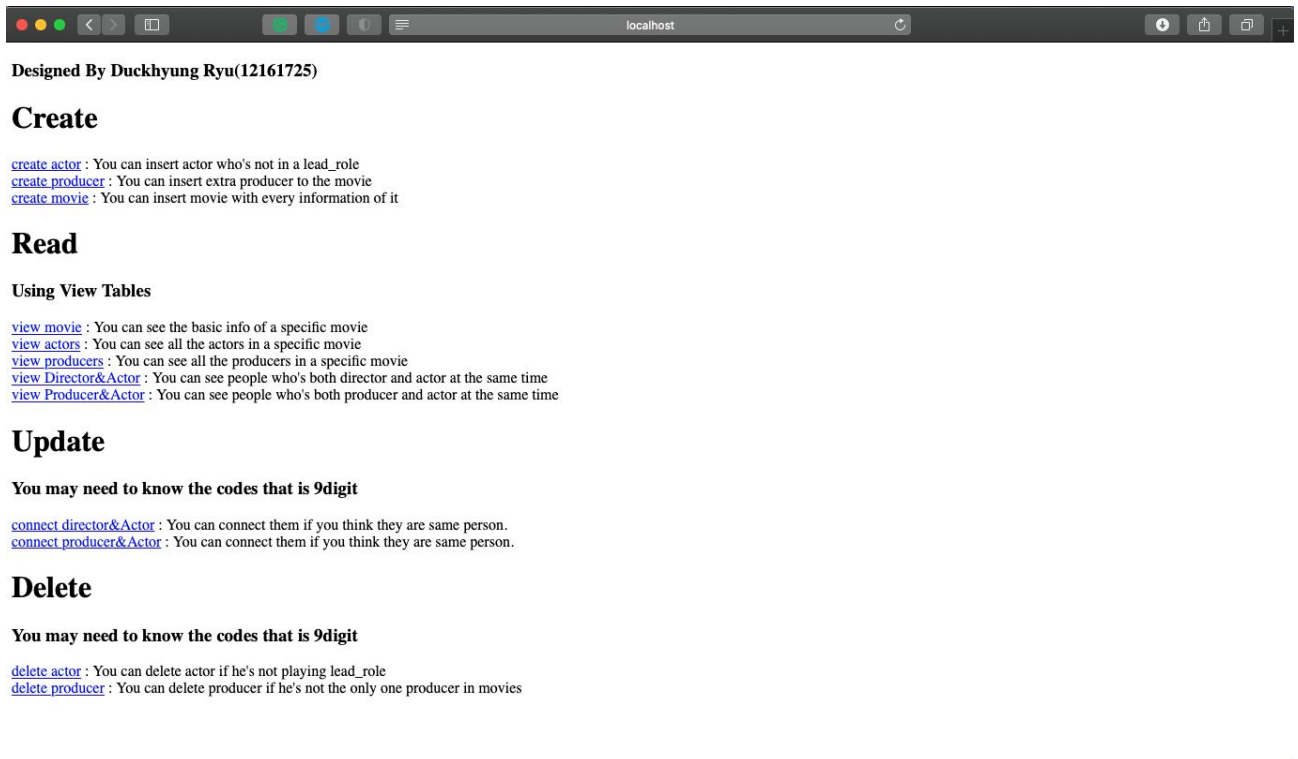 localhost
Designed By Duckhyung Ryu(12161725)
Create
create actor : You can insert actor who's not in a lead_role
create producer : You can insert extra producer to the movie
create movie : You can insert movie with every information of it
Read
Using View Tables
view movie : You can see the basic info of a specific movie
view actors : You can see all the actors in a specific movie
view producers : You can see all the producers in a specific movie
view Director&Actor : You can see people who's both director and actor at the same time
view Producer&Actor : You can see people who's both producer and actor at the same time
Update
You may need to know the codes that is 9digit
connect director&Actor : You can connect them if you think they are same person.
connect producer&Actor : You can connect them if you think they are same person.
Delete
You may need to know the codes that is 9digit
delete actor : You can delete actor if he's not playing lead_role
delete producer : You can delete producer if he's not the only one producer in movies